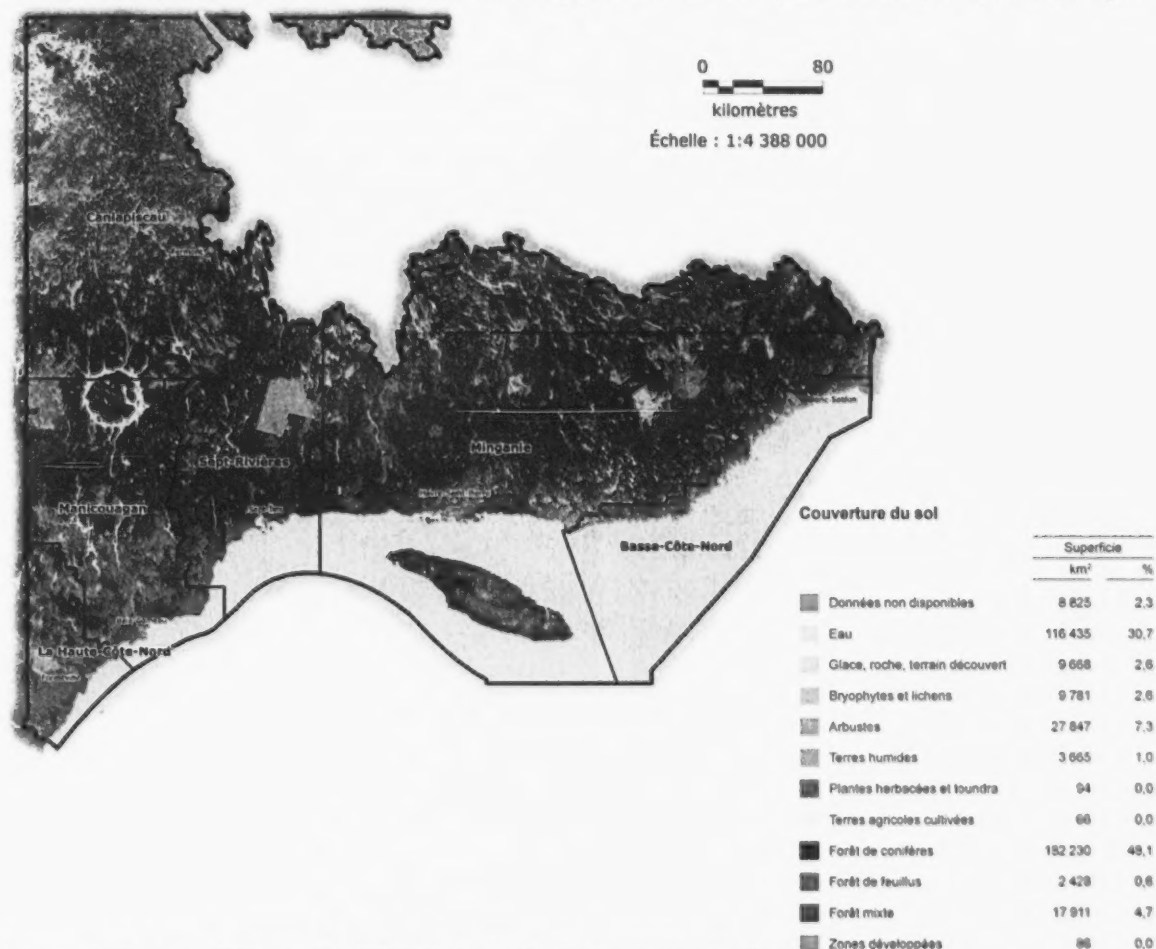 0 80
kilomètres
Échelle : 1:4 388 000
Caniapiscau
Fermont
Minganie
Sept-Rivières
Manicouagan
Sept-Îles
Basse-Côte-Nord
La Haute-Côte-Nord
Couverture du sol
Superficie
km² %
Données non disponibles 8 825 2,3
Eau 116 435 30,7
Glace, roche, terrain découvert 9 668 2,6
Bryophytes et lichens 9 781 2,6
Arbustes 27 847 7,3
Terres humides 3 665 1,0
Plantes herbacées et toundra 94 0,0
Terres agricoles cultivées 66 0,0
Forêt de conifères 182 230 48,1
Forêt de feuillus 2 428 0,6
Forêt mixte 17 911 4,7
Zones développées 86 0,0